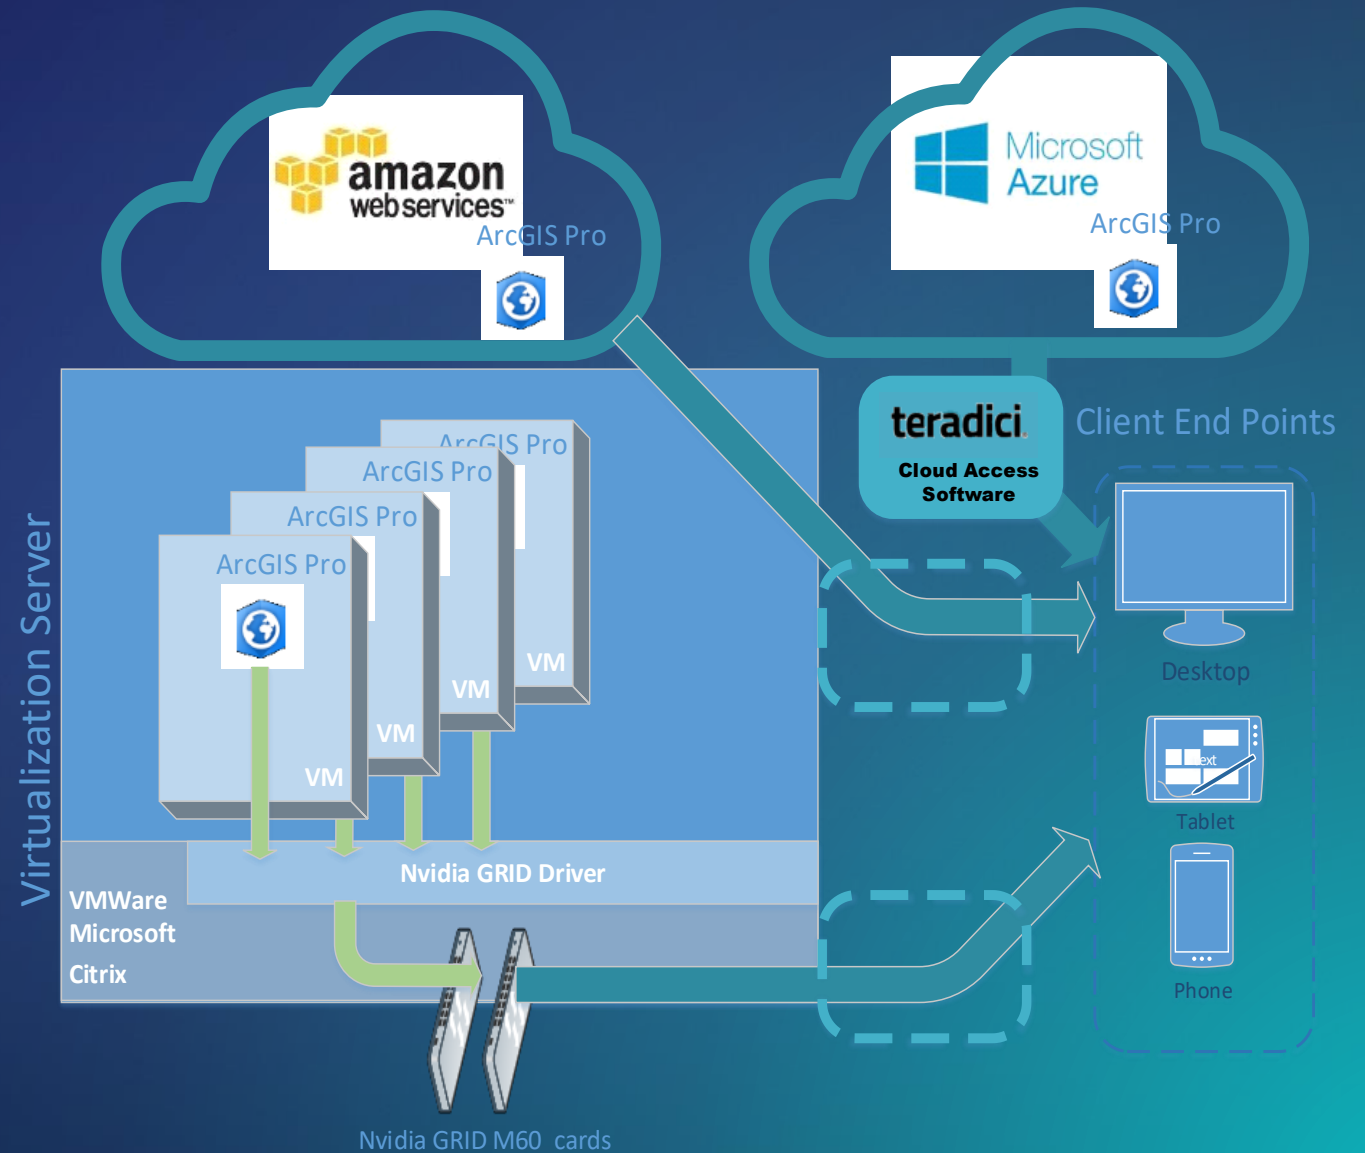 amazon
web services™
ArcGIS Pro
Microsoft
Azure
ArcGIS Pro
teradici.
Cloud Access
Software
Client End Points
Virtualization Server
ArcGIS Pro
ArcGIS Pro
ArcGIS Pro
ArcGIS Pro
VM
VM
VM
VM
Desktop
Tablet
Phone
Nvidia GRID Driver
VMWare
Microsoft
Citrix
Nvidia GRID M60 cards